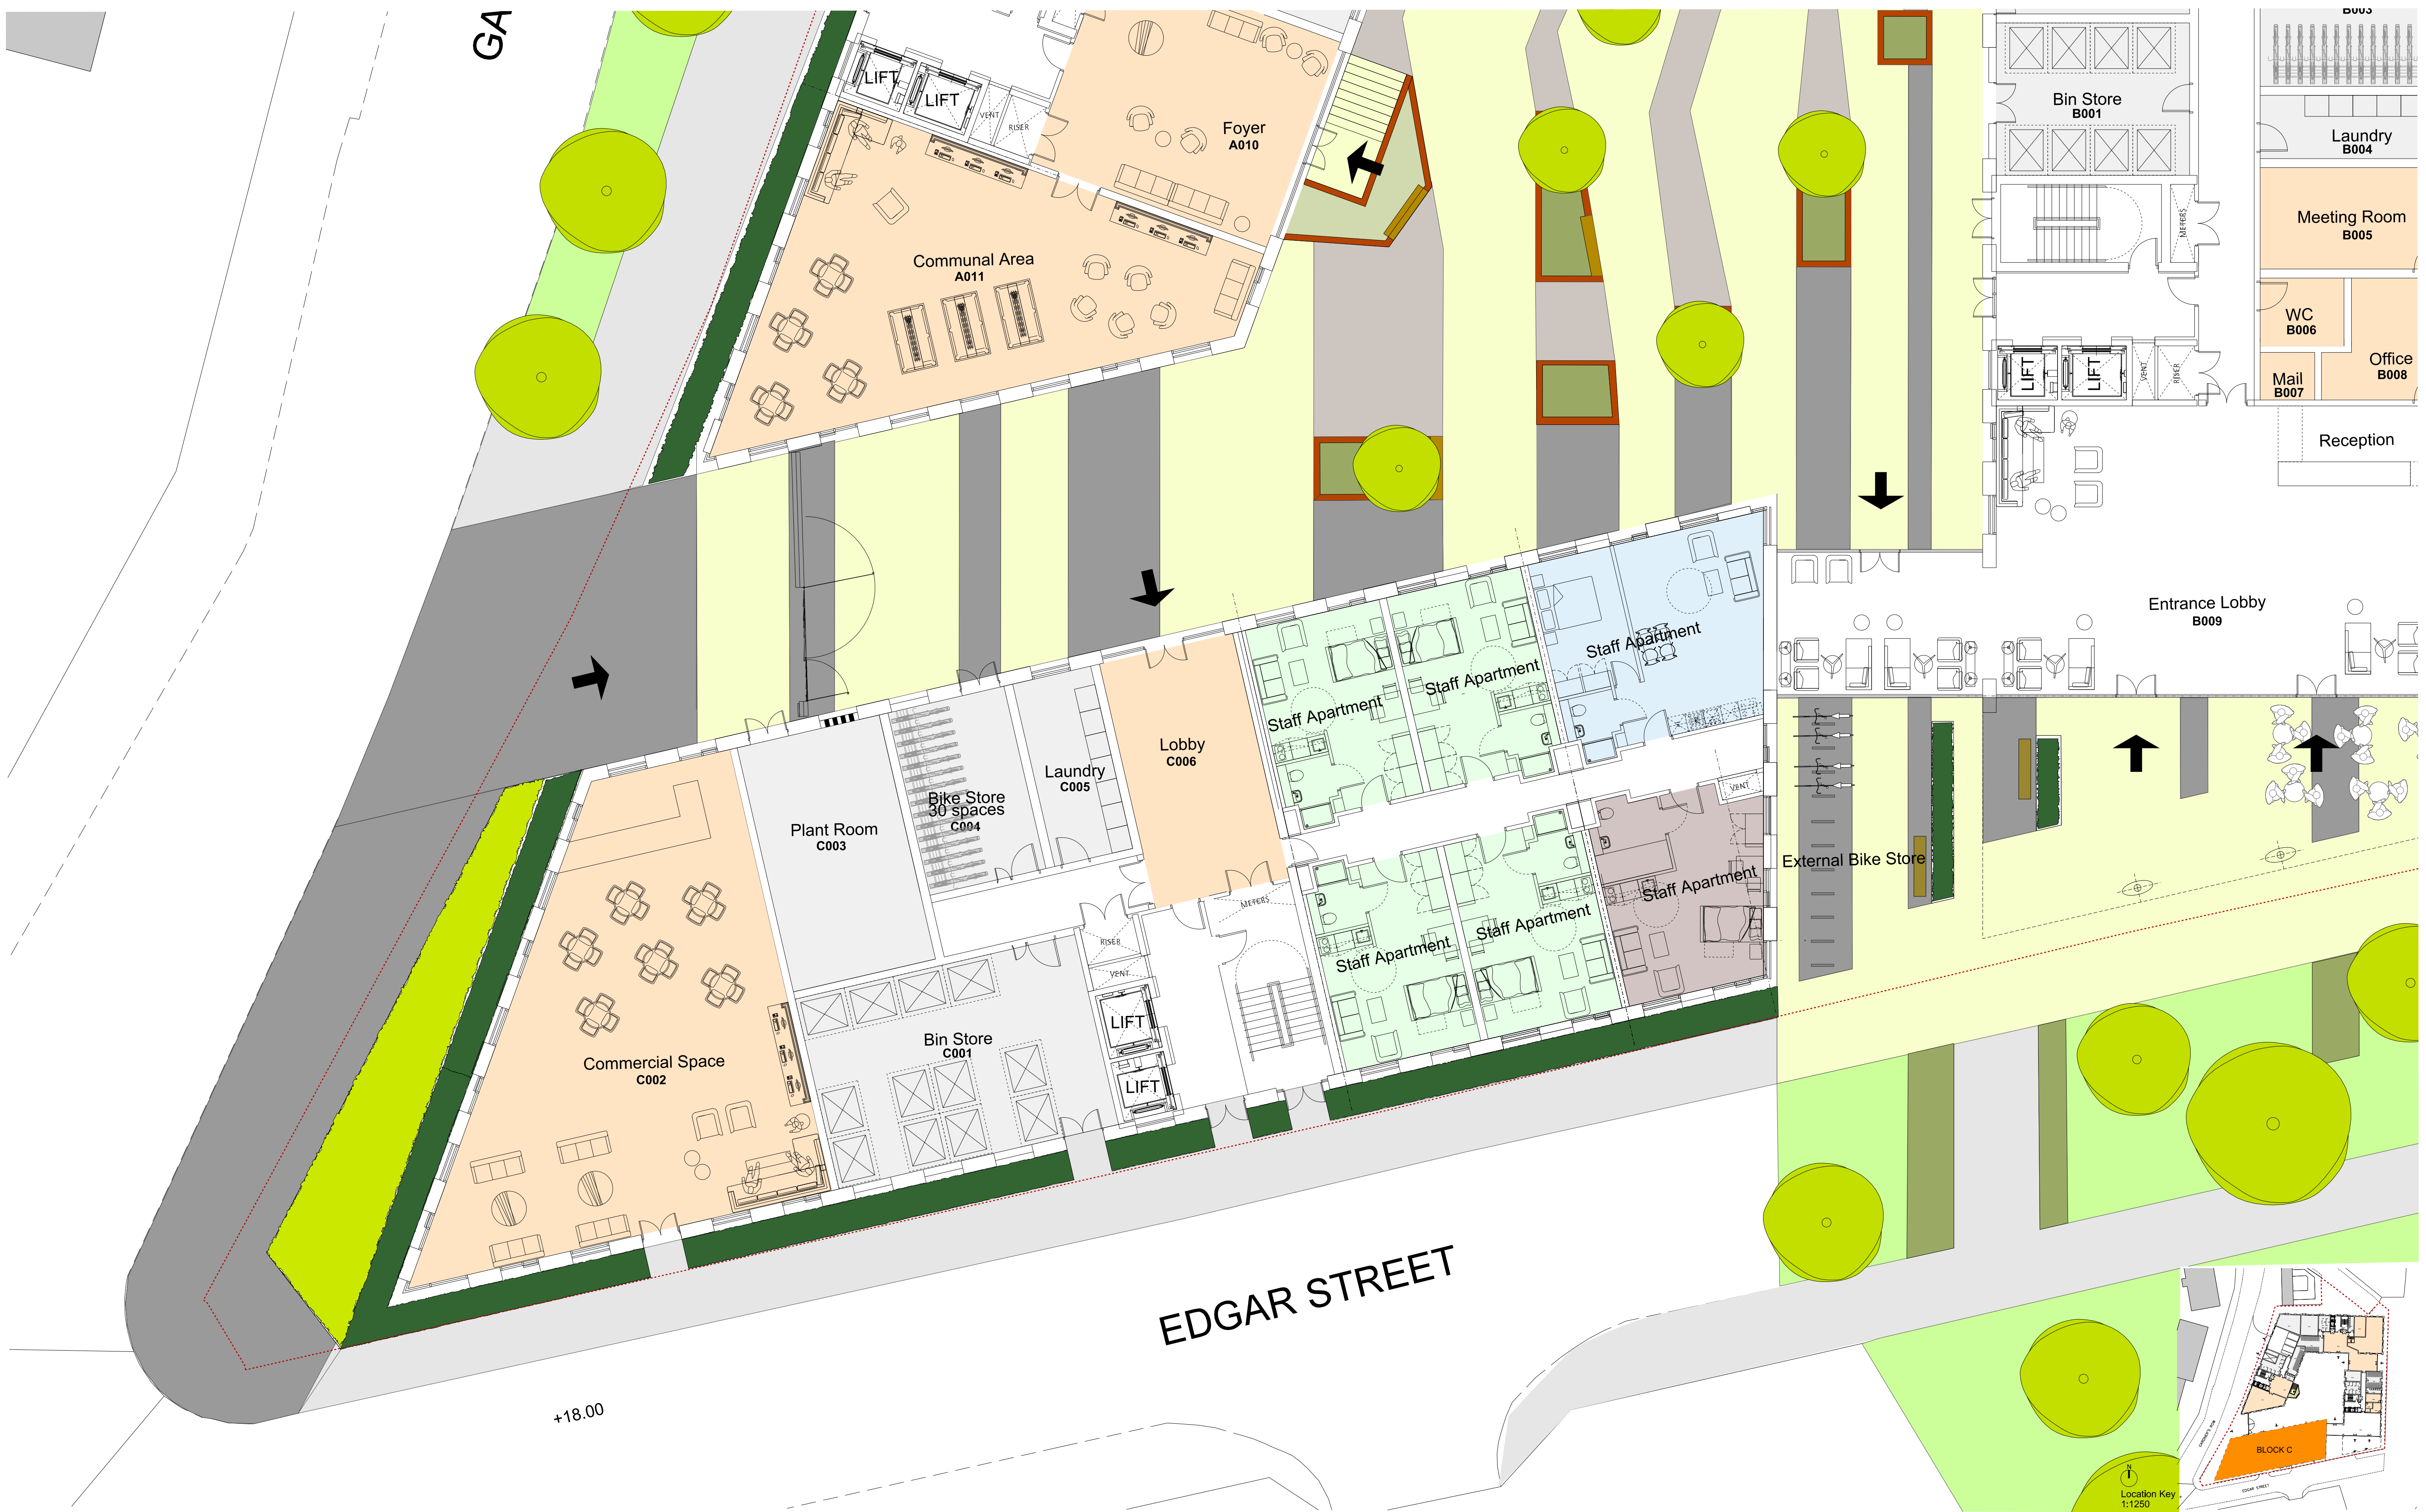 GA
B003
LIFT
LIFT
VENT
RISER
Foyer
A010
Bin Store
B001
Laundry
B004
METERS
Meeting Room
B005
Communal Area
A011
WC
B006
LIFT
LIFT
VENT
RISER
Office
B008
Mail
B007
Reception
Entrance Lobby
B009
Staff Apartment
Staff Apartment
Staff Apartment
Lobby
C006
Laundry
C005
Bike Store
30 spaces
C004
Plant Room
C003
VENT
External Bike Store
Staff Apartment
Staff Apartment
Staff Apartment
METERS
RISER
VENT
LIFT
LIFT
Bin Store
C001
Commercial Space
C002
EDGAR STREET
+18.00
GARDNER'S ROW
BLOCK C
EDGAR STREET
N
Location Key
1:1250